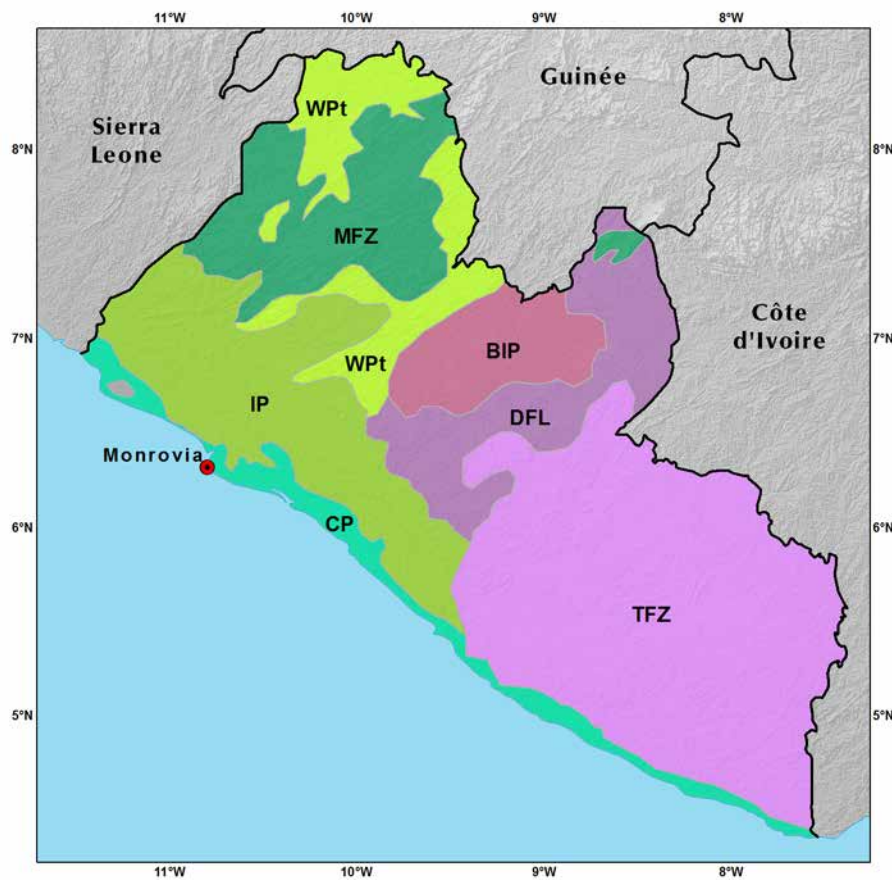 11°W 10°W 9°W 8°W
Guinée
WPt
Sierra
Leone
8°N 8°N
MFZ
Côte
d'Ivoire
7°N 7°N
BIP
WPt
IP
DFL
Monrovia
CP
6°N 6°N
TFZ
5°N 5°N
11°W 10°W 9°W 8°W